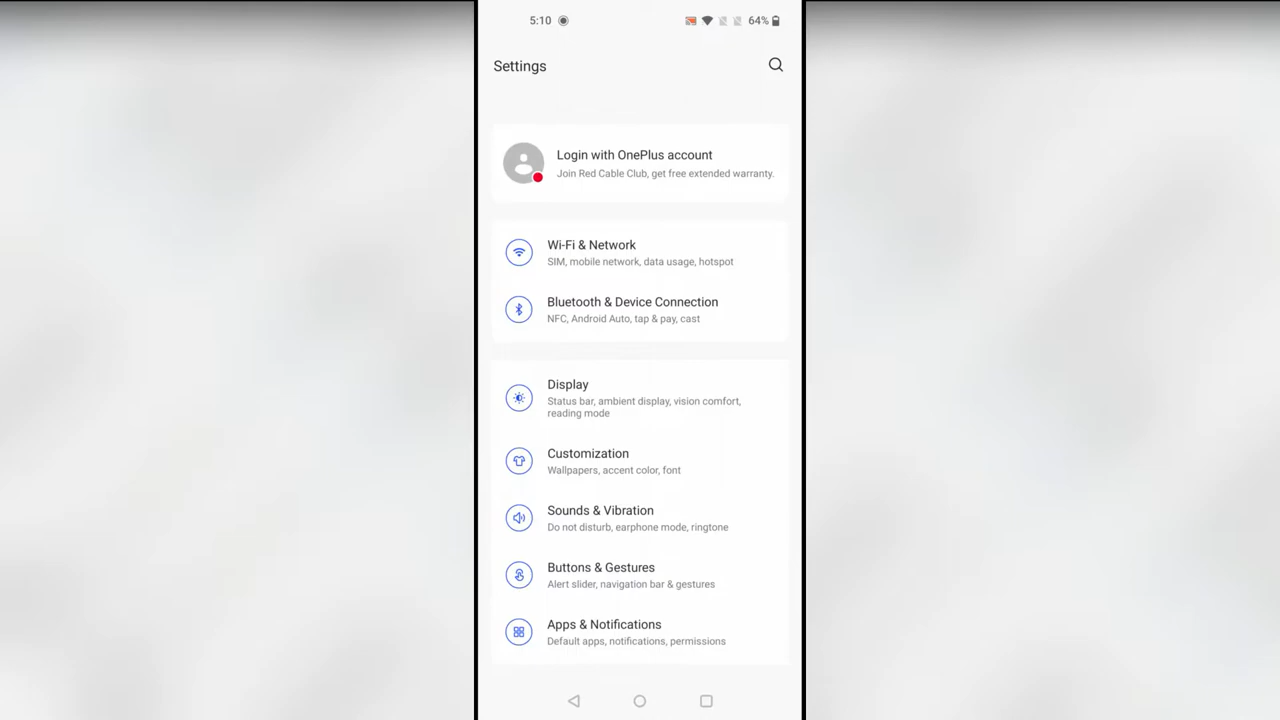 5:10
64%
Settings
Login with OnePlus account
Join Red Cable Club, get free extended warranty.
Wi-Fi & Network
SIM, mobile network, data usage, hotspot
Bluetooth & Device Connection
NFC, Android Auto, tap & pay, cast
Display
Status bar, ambient display, vision comfort,
reading mode
Customization
Wallpapers, accent color, font
Sounds & Vibration
Do not disturb, earphone mode, ringtone
Buttons & Gestures
Alert slider, navigation bar & gestures
Apps & Notifications
Default apps, notifications, permissions